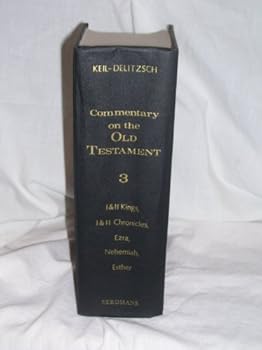 KEIL-DELITZSCH
Commentary
on the
OLD
TESTAMENT
3
I & II Kings,
I & II Chronicles,
Ezra,
Nehemiah,
Esther
EERDMANS